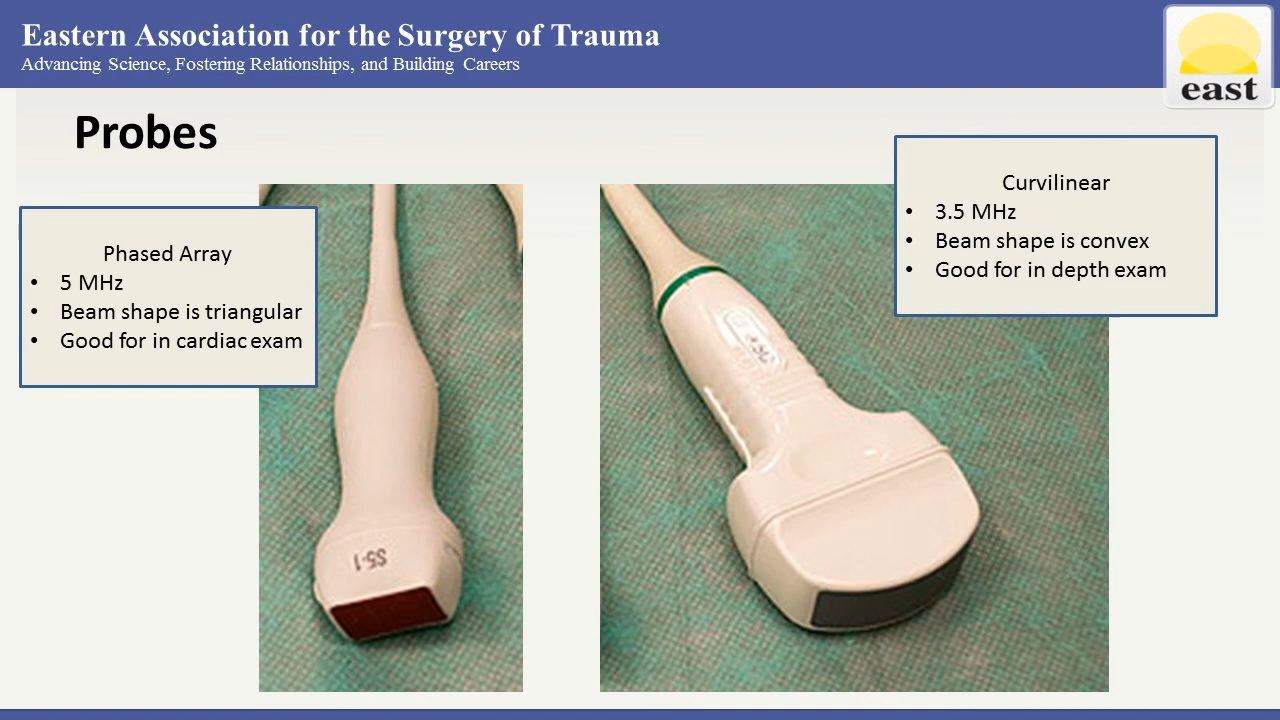 Eastern Association for the Surgery of Trauma
Advancing Science, Fostering Relationships, and Building Careers
east
Probes
Phased Array
• 5 MHz
• Beam shape is triangular
• Good for in cardiac exam
Curvilinear
• 3.5 MHz
• Beam shape is convex
• Good for in depth exam
S5-1